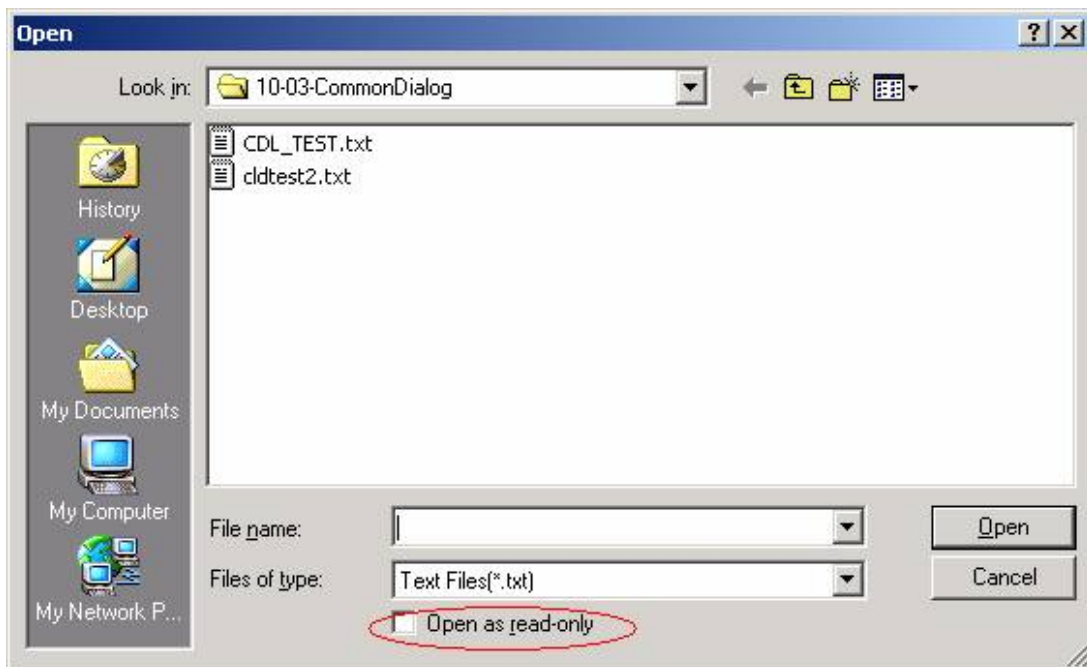 Open
Look in:
10-03-CommonDialog
CDL_TEST.txt
cldtest2.txt
History
Desktop
My Documents
My Computer
My Network P...
File name:
Open
Files of type:
Text Files(*.txt)
Cancel
Open as read-only